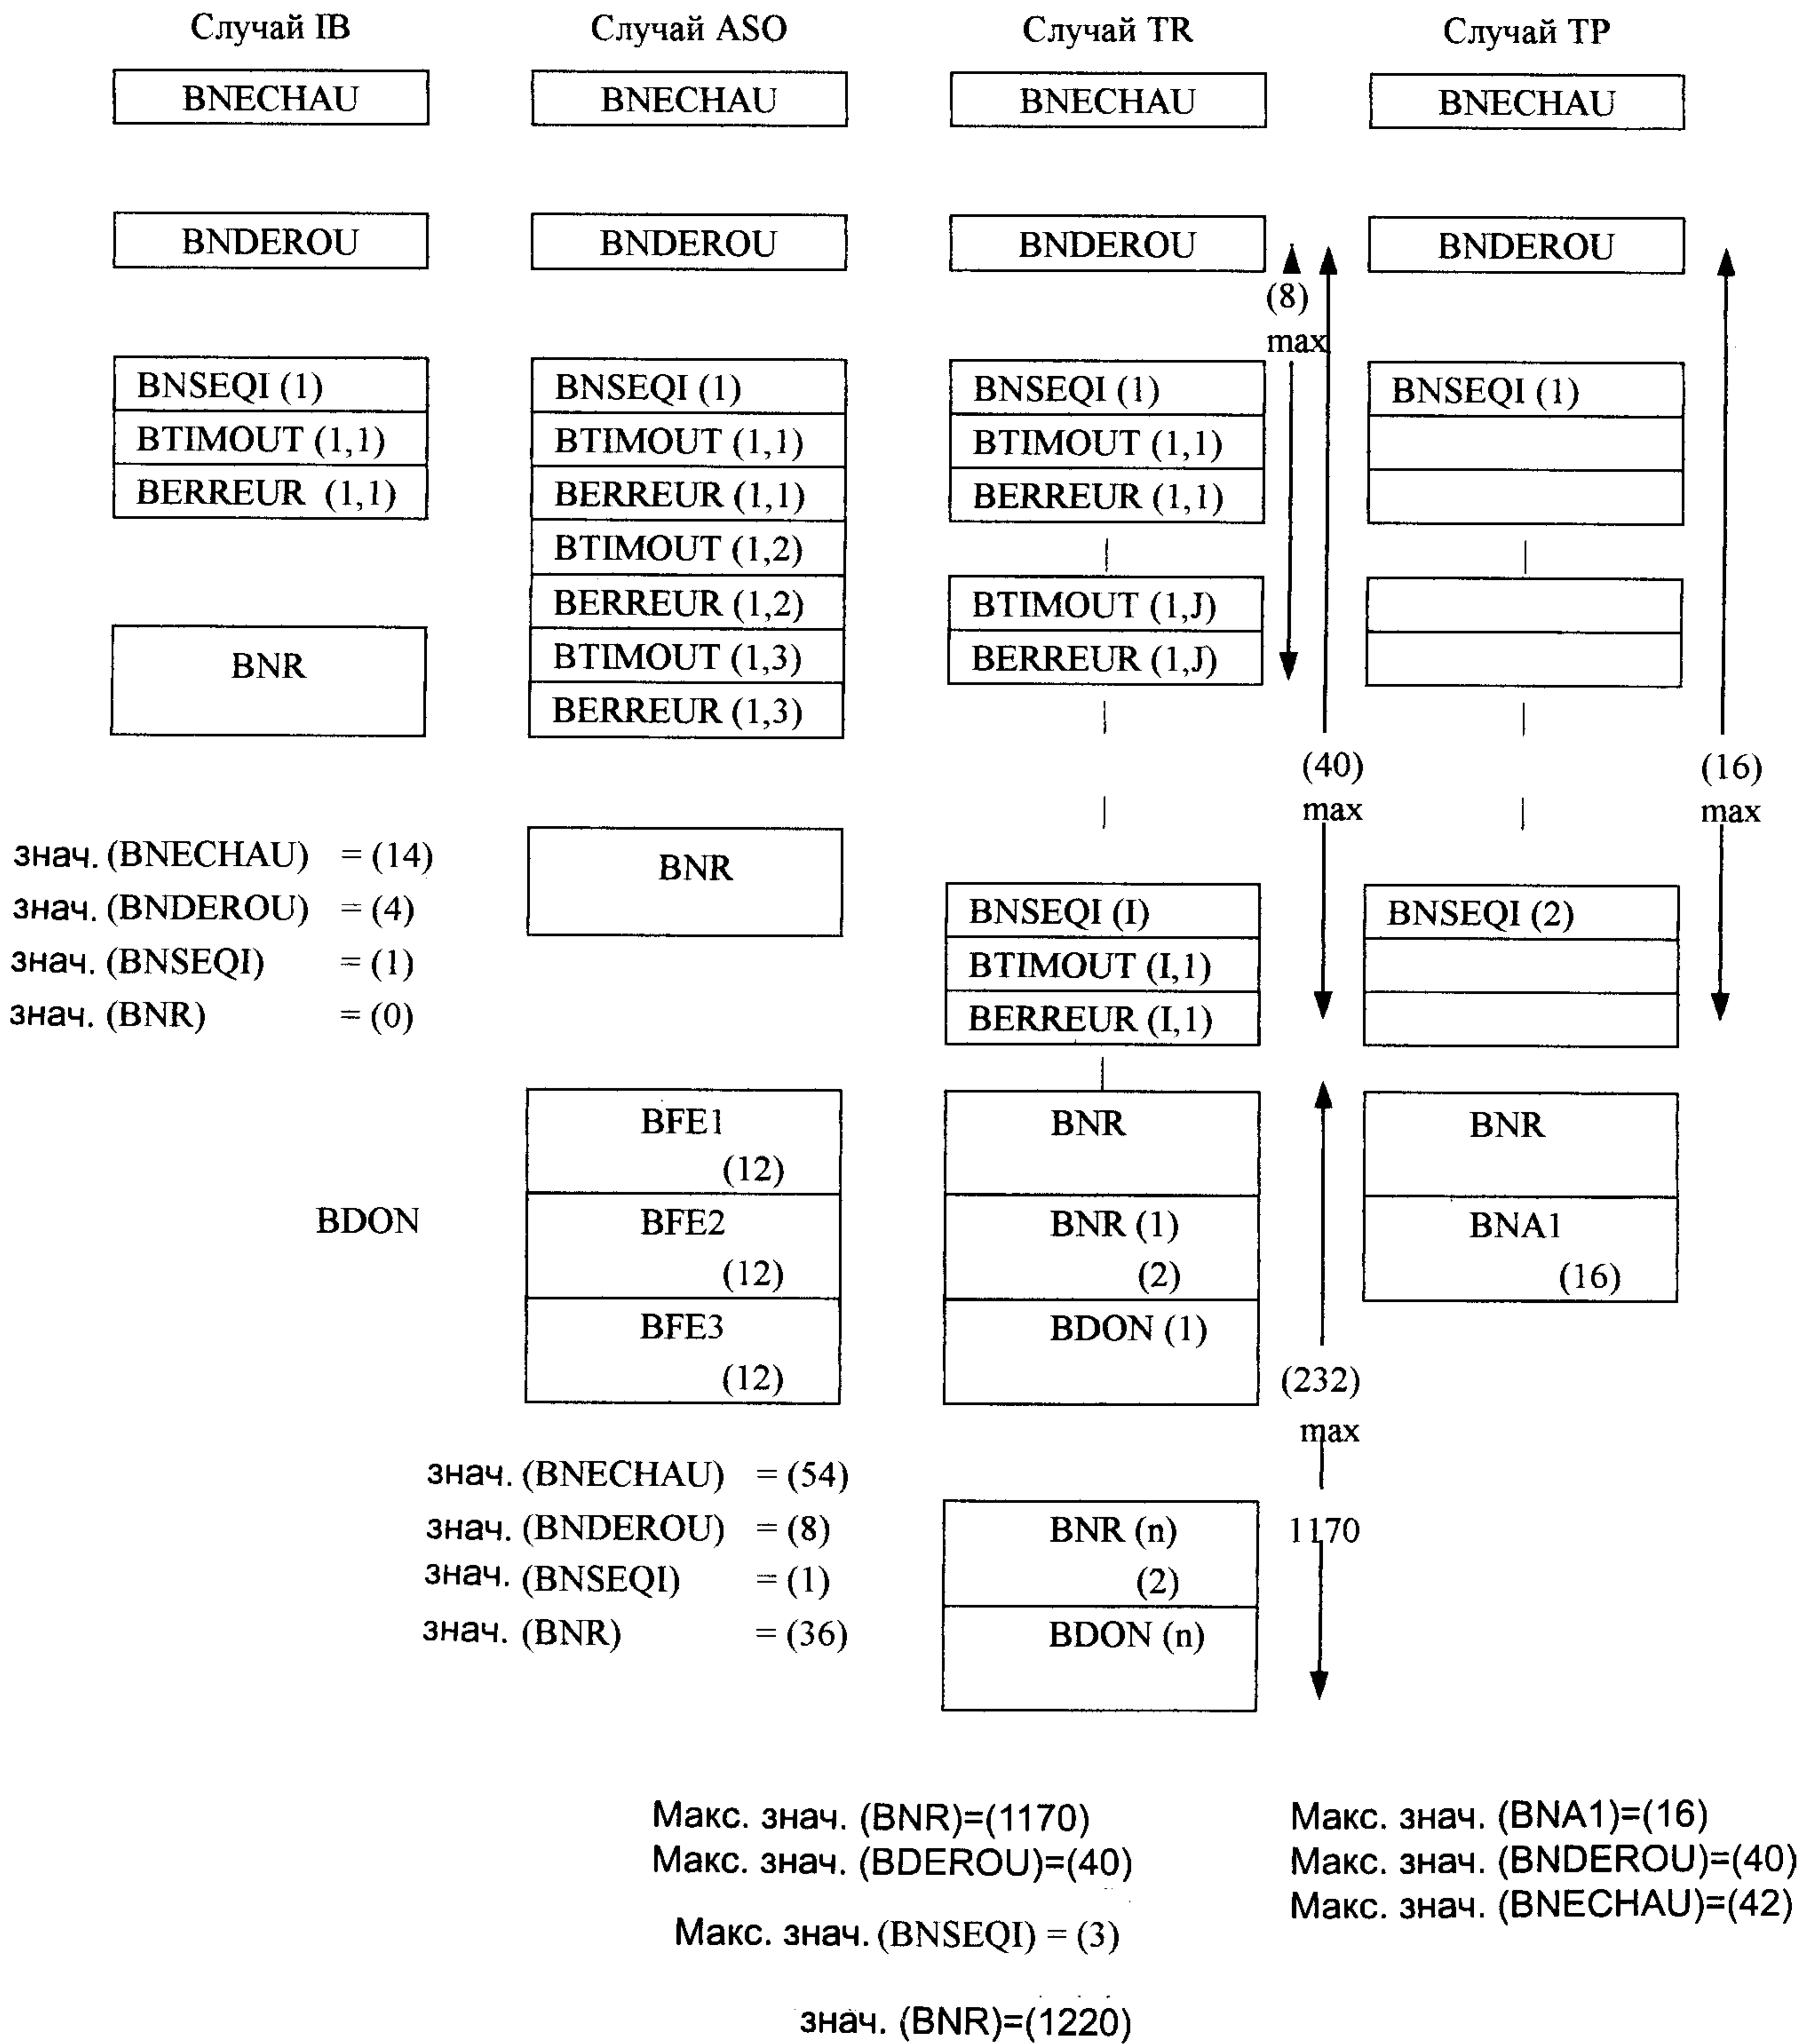 Случай IB
Случай ASO
Случай TR
Случай TP
BNECHAU
BNECHAU
BNECHAU
BNECHAU
BNDEROU
BNDEROU
BNDEROU
BNDEROU
(8)
max
BNSEQI (1)
BTIMOUT (1,1)
BERREUR (1,1)
BNR
знач. (BNECHAU) = (14)
знач. (BNDEROU) = (4)
знач. (BNSEQI) = (1)
знач. (BNR) = (0)
BNSEQI (1)
BTIMOUT (1,1)
BERREUR (1,1)
BTIMOUT (1,2)
BERREUR (1,2)
BTIMOUT (1,3)
BERREUR (1,3)
BNR
BNSEQI (1)
BTIMOUT (1,1)
BERREUR (1,1)
BTIMOUT (1,J)
BERREUR (1,J)
(40)
max
BNSEQI (I)
BTIMOUT (I,1)
BERREUR (I,1)
BNSEQI (1)
(16)
max
BNSEQI (2)
BDON
BFE1
(12)
BFE2
(12)
BFE3
(12)
знач. (BNECHAU) = (54)
знач. (BNDEROU) = (8)
знач. (BNSEQI) = (1)
знач. (BNR) = (36)
BNR
BNR (1)
(2)
BDON (1)
(232)
max
1170
BNR (n)
(2)
BDON (n)
BNR
BNA1
(16)
Макс. знач. (BNR)=(1170)
Макс. знач. (BDEROU)=(40)
Макс. знач. (BNSEQI) = (3)
знач. (BNR)=(1220)
Макс. знач. (BNA1)=(16)
Макс. знач. (BNDEROU)=(40)
Макс. знач. (BNECHAU)=(42)